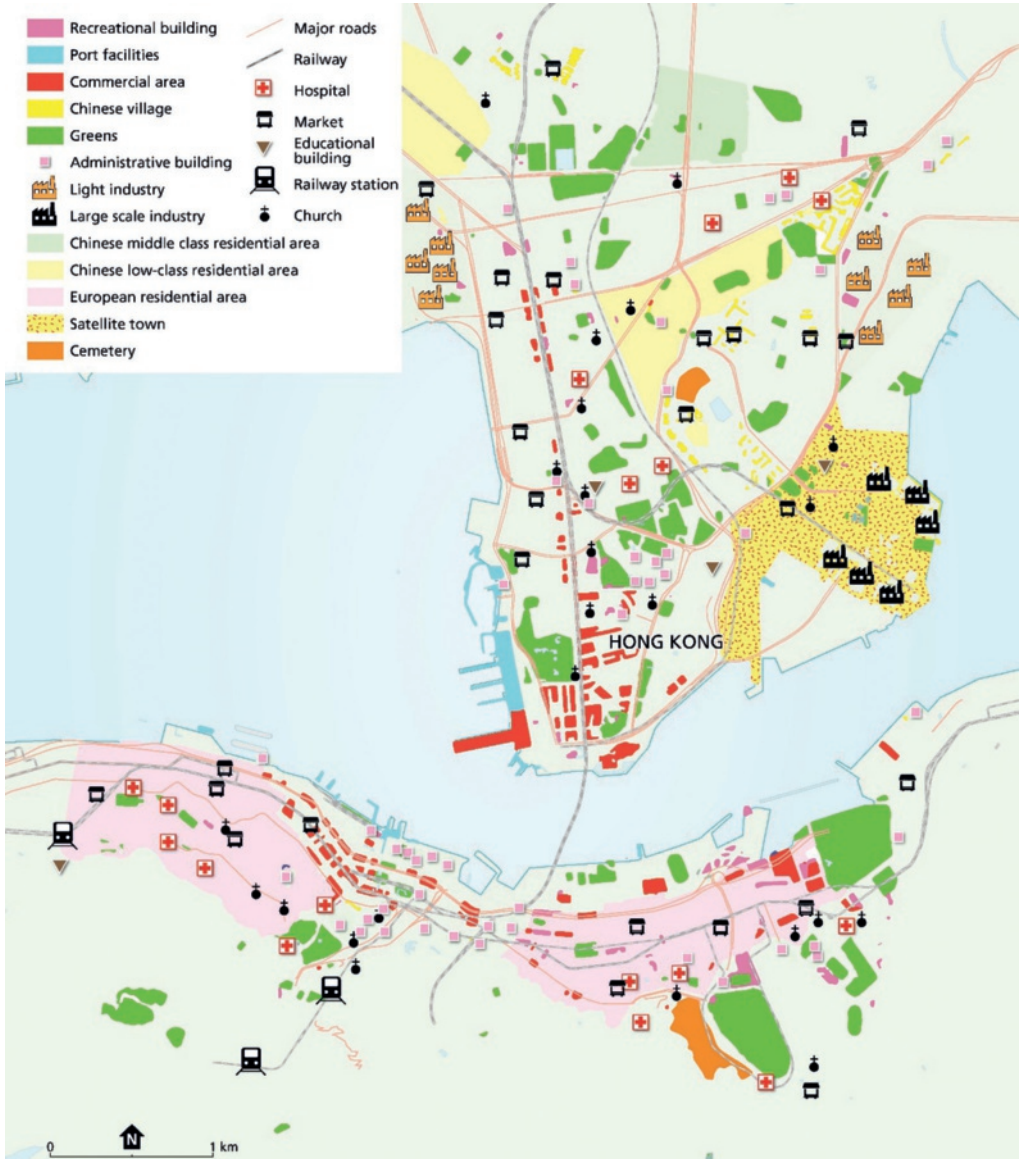 Recreational building
Port facilities
Commercial area
Chinese village
Greens
Administrative building
Light industry
Large scale industry
Chinese middle class residential area
Chinese low-class residential area
European residential area
Satellite town
Cemetery
Major roads
Railway
Hospital
Market
Educational
building
Railway station
Church
HONG KONG
N
0 1 km